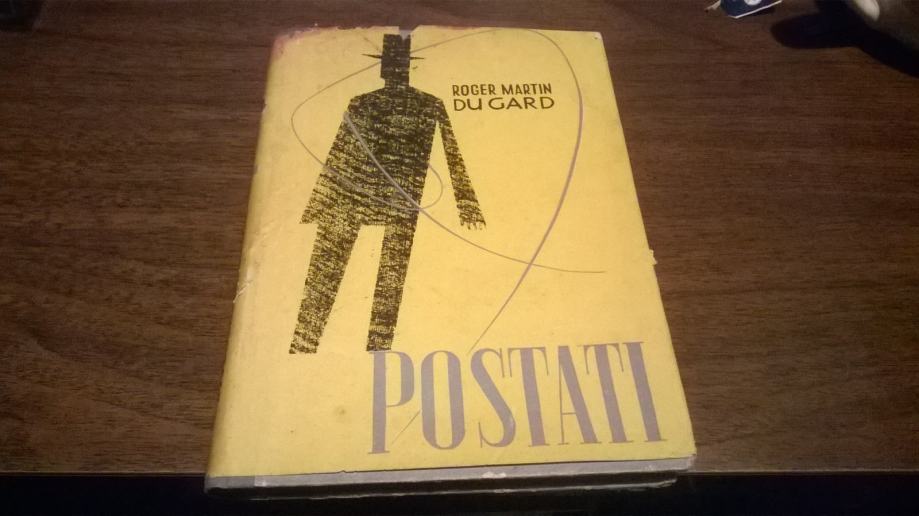 ROGER MARTIN
DU GARD
POSTATI